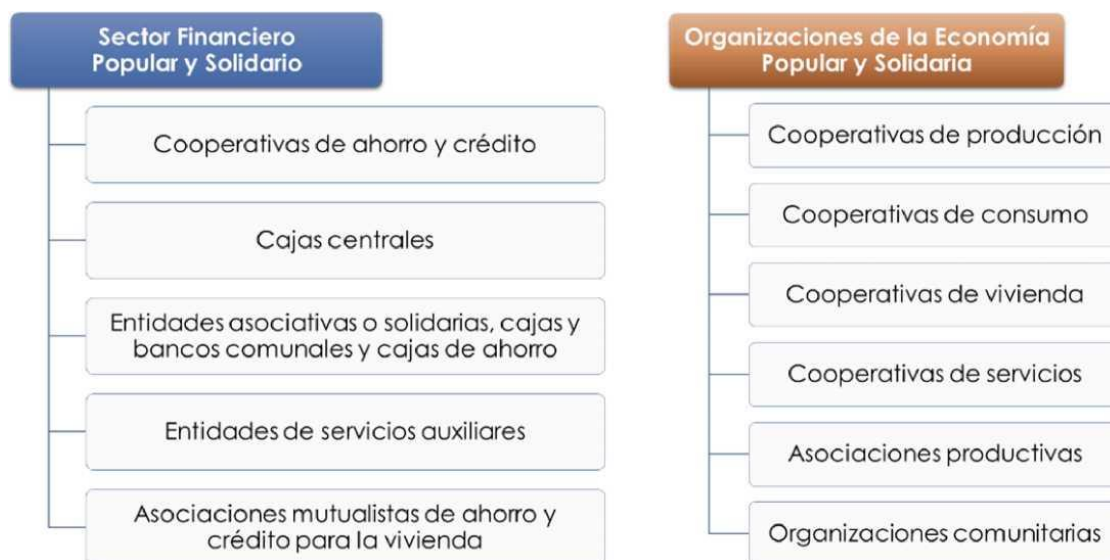 Sector Financiero
Popular y Solidario
Cooperativas de ahorro y crédito
Cajas centrales
Entidades asociativas o solidarias, cajas y
bancos comunales y cajas de ahorro
Entidades de servicios auxiliares
Asociaciones mutualistas de ahorro y
crédito para la vivienda
Organizaciones de la Economía
Popular y Solidaria
Cooperativas de producción
Cooperativas de consumo
Cooperativas de vivienda
Cooperativas de servicios
Asociaciones productivas
Organizaciones comunitarias